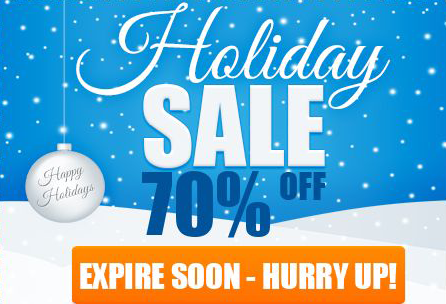 Holiday
SALE
70% OFF
Happy
Holidays
EXPIRE SOON - HURRY UP!